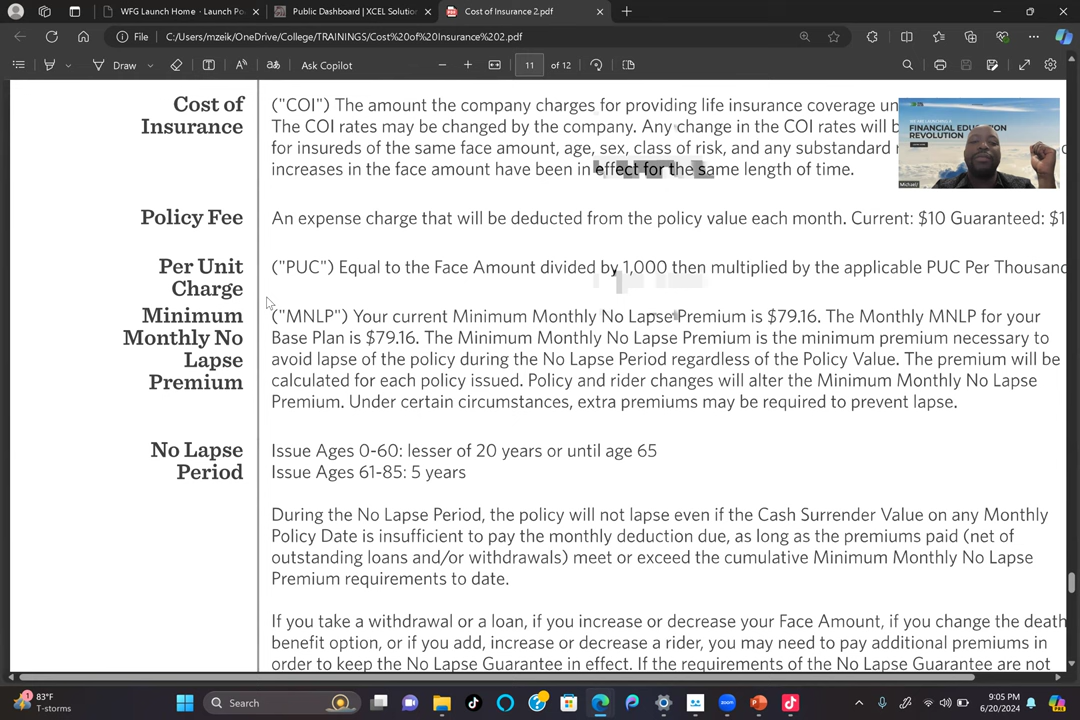 WFG Launch Home - Launch Po
Public Dashboard | XCEL Solution
Cost of Insurance 2.pdf
File
C:/Users/mzeik/OneDrive/College/TRAININGS/Cost%20of%20Insurance%202.pdf
Draw
Ask Copilot
11
of 12
Cost of
Insurance
("COI") The amount the company charges for providing life insurance coverage
The COI rates may be changed by the company. Any change in the COI rates will
for insureds of the same face amount, age, sex, class of risk, and any substandard
increases in the face amount have been in effect for the same length of time.
FINANCIAL EDUCATION
REVOLUTION
Michael
Policy Fee
An expense charge that will be deducted from the policy value each month. Current: $10 Guaranteed: $1
Per Unit
Charge
("PUC") Equal to the Face Amount divided by 1,000 then multiplied by the applicable PUC Per Thousand
Minimum
Monthly No
Lapse
Premium
("MNLP") Your current Minimum Monthly No Lapse Premium is $79.16. The Monthly MNLP for your
Base Plan is $79.16. The Minimum Monthly No Lapse Premium is the minimum premium necessary to
avoid lapse of the policy during the No Lapse Period regardless of the Policy Value. The premium will be
calculated for each policy issued. Policy and rider changes will alter the Minimum Monthly No Lapse
Premium. Under certain circumstances, extra premiums may be required to prevent lapse.
No Lapse
Period
Issue Ages 0-60: lesser of 20 years or until age 65
Issue Ages 61-85: 5 years
During the No Lapse Period, the policy will not lapse even if the Cash Surrender Value on any Monthly
Policy Date is insufficient to pay the monthly deduction due, as long as the premiums paid (net of
outstanding loans and/or withdrawals) meet or exceed the cumulative Minimum Monthly No Lapse
Premium requirements to date.
If you take a withdrawal or a loan, if you increase or decrease your Face Amount, if you change the death
benefit option, or if you add, increase or decrease a rider, you may need to pay additional premiums in
order to keep the No Lapse Guarantee in effect. If the requirements of the No Lapse Guarantee are not
83°F
T-storms
Search
9:05 PM
6/20/2024